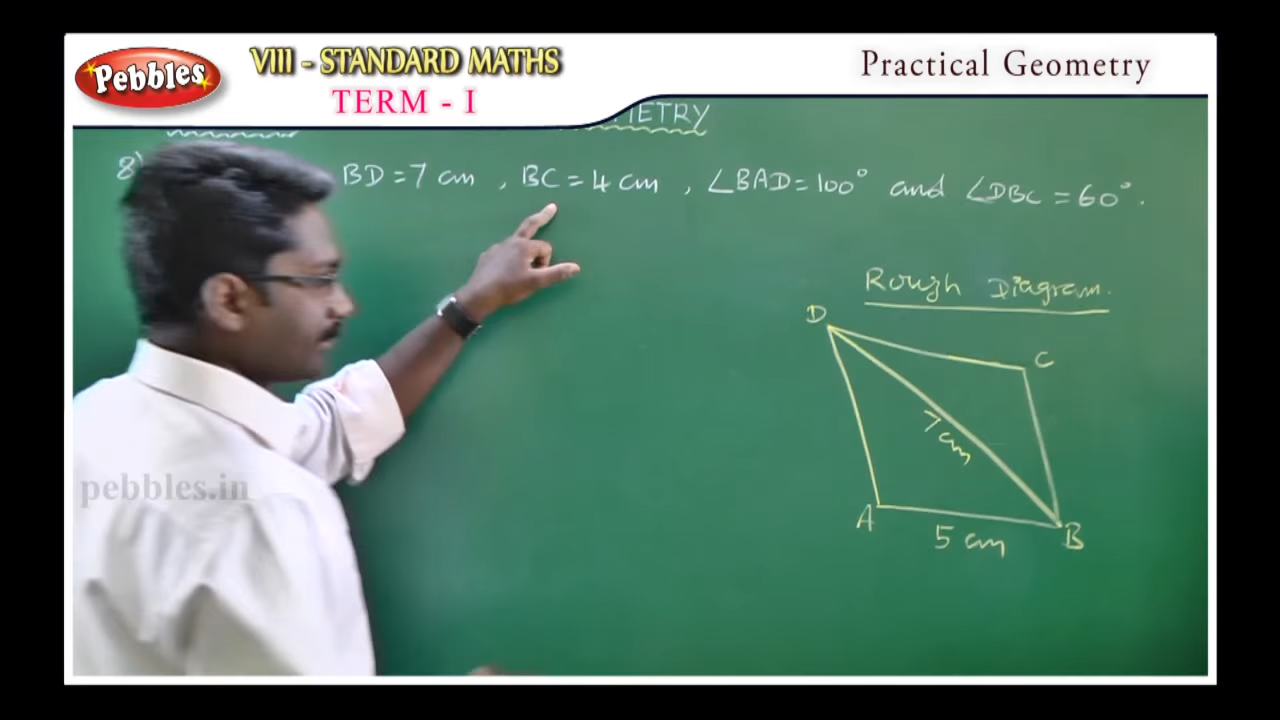 Pebbles
VIII - STANDARD MATHS
TERM - I
Practical Geometry
8) BD = 7 cm , BC = 4 cm , ∠BAD = 100° and ∠DBC = 60° .
Rough Diagram.
D
C
7 cm
A
5 cm
B
pebbles.in